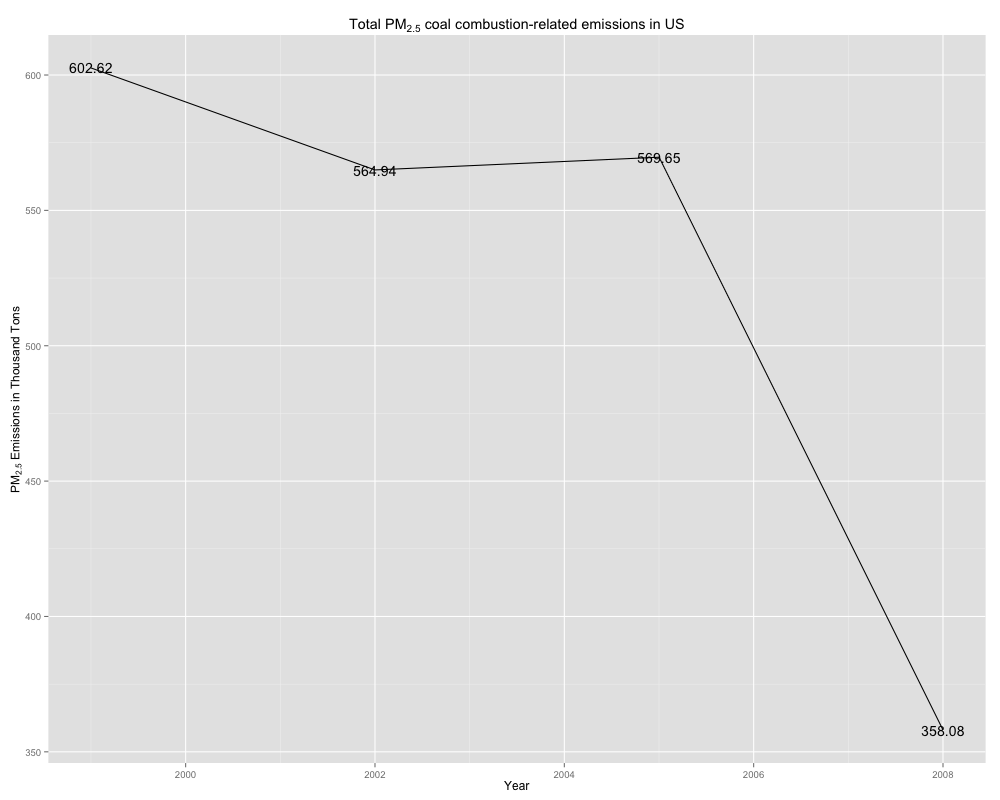 Total PM2.5 coal combustion-related emissions in US
602.62
564.94
569.65
358.08
600
550
500
450
400
350
PM2.5 Emissions in Thousand Tons
2000 2002 2004 2006 2008
Year